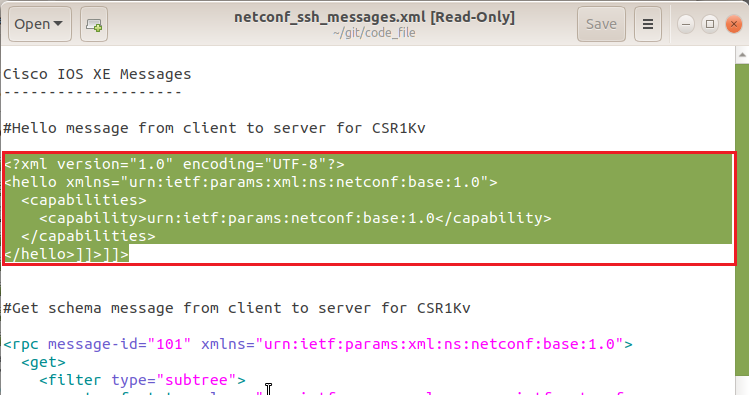 Open
netconf_ssh_messages.xml [Read-Only]
~/git/code_file
Save
Cisco IOS XE Messages
--------------------
#Hello message from client to server for CSR1Kv
<?xml version="1.0" encoding="UTF-8"?>
<hello xmlns="urn:ietf:params:xml:ns:netconf:base:1.0">
<capabilities>
<capability>urn:ietf:params:netconf:base:1.0</capability>
</capabilities>
</hello>]]>]]>
#Get schema message from client to server for CSR1Kv
<rpc message-id="101" xmlns="urn:ietf:params:xml:ns:netconf:base:1.0">
<get>
<filter type="subtree">